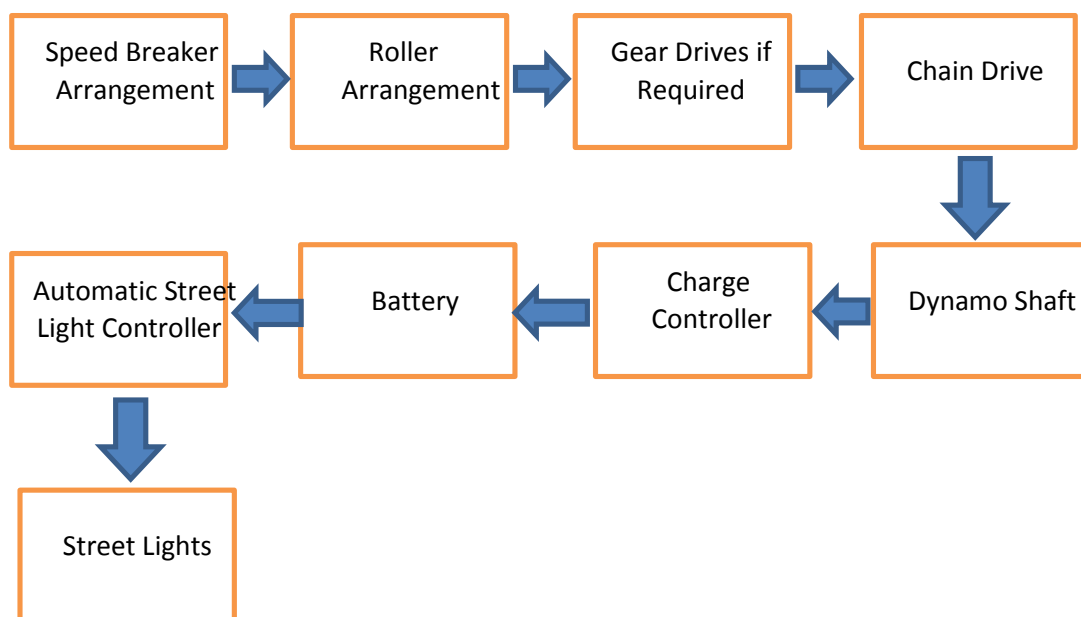 Speed Breaker
Arrangement
Roller
Arrangement
Gear Drives if
Required
Chain Drive
Dynamo Shaft
Charge
Controller
Battery
Automatic Street
Light Controller
Street Lights